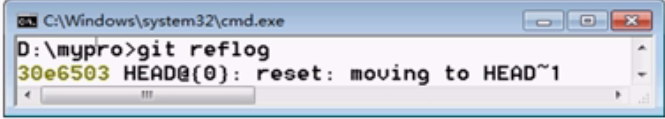 C:\Windows\system32\cmd.exe
D:\mypro>git reflog
30e6503 HEAD@{0}: reset: moving to HEAD~1